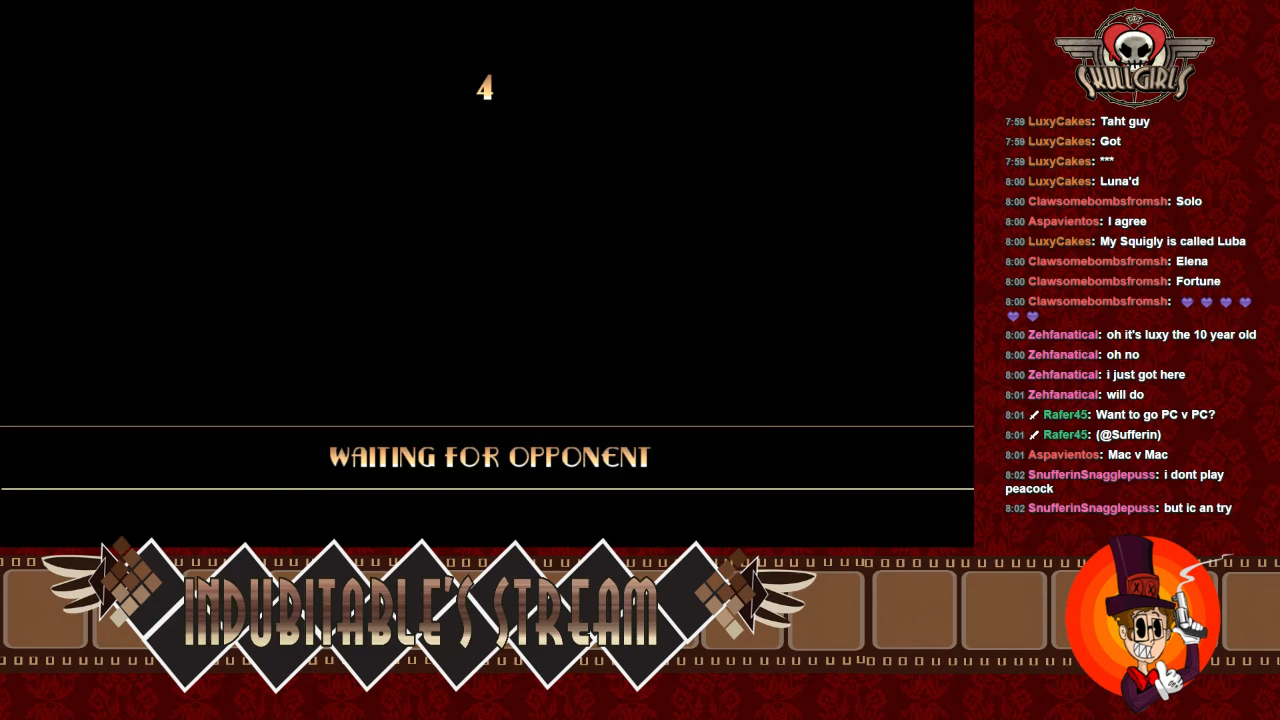 4
WAITING FOR OPPONENT
INDUBITABLE'S STREAM
SKULLGIRLS
7:59 LuxyCakes: Taht guy
7:59 LuxyCakes: Got
7:59 LuxyCakes: ***
8:00 LuxyCakes: Luna'd
8:00 Clawsomebombsfromsh: Solo
8:00 Aspavientos: I agree
8:00 LuxyCakes: My Squigly is called Luba
8:00 Clawsomebombsfromsh: Elena
8:00 Clawsomebombsfromsh: Fortune
8:00 Clawsomebombsfromsh: 💜 💜 💜 💜
💜 💜
8:00 Zehfanatical: oh it's luxy the 10 year old
8:00 Zehfanatical: oh no
8:00 Zehfanatical: i just got here
8:01 Zehfanatical: will do
8:01 Rafer45: Want to go PC v PC?
8:01 Rafer45: (@Sufferin)
8:01 Aspavientos: Mac v Mac
8:02 SnufferinSnagglepuss: i dont play
peacock
8:02 SnufferinSnagglepuss: but ic an try